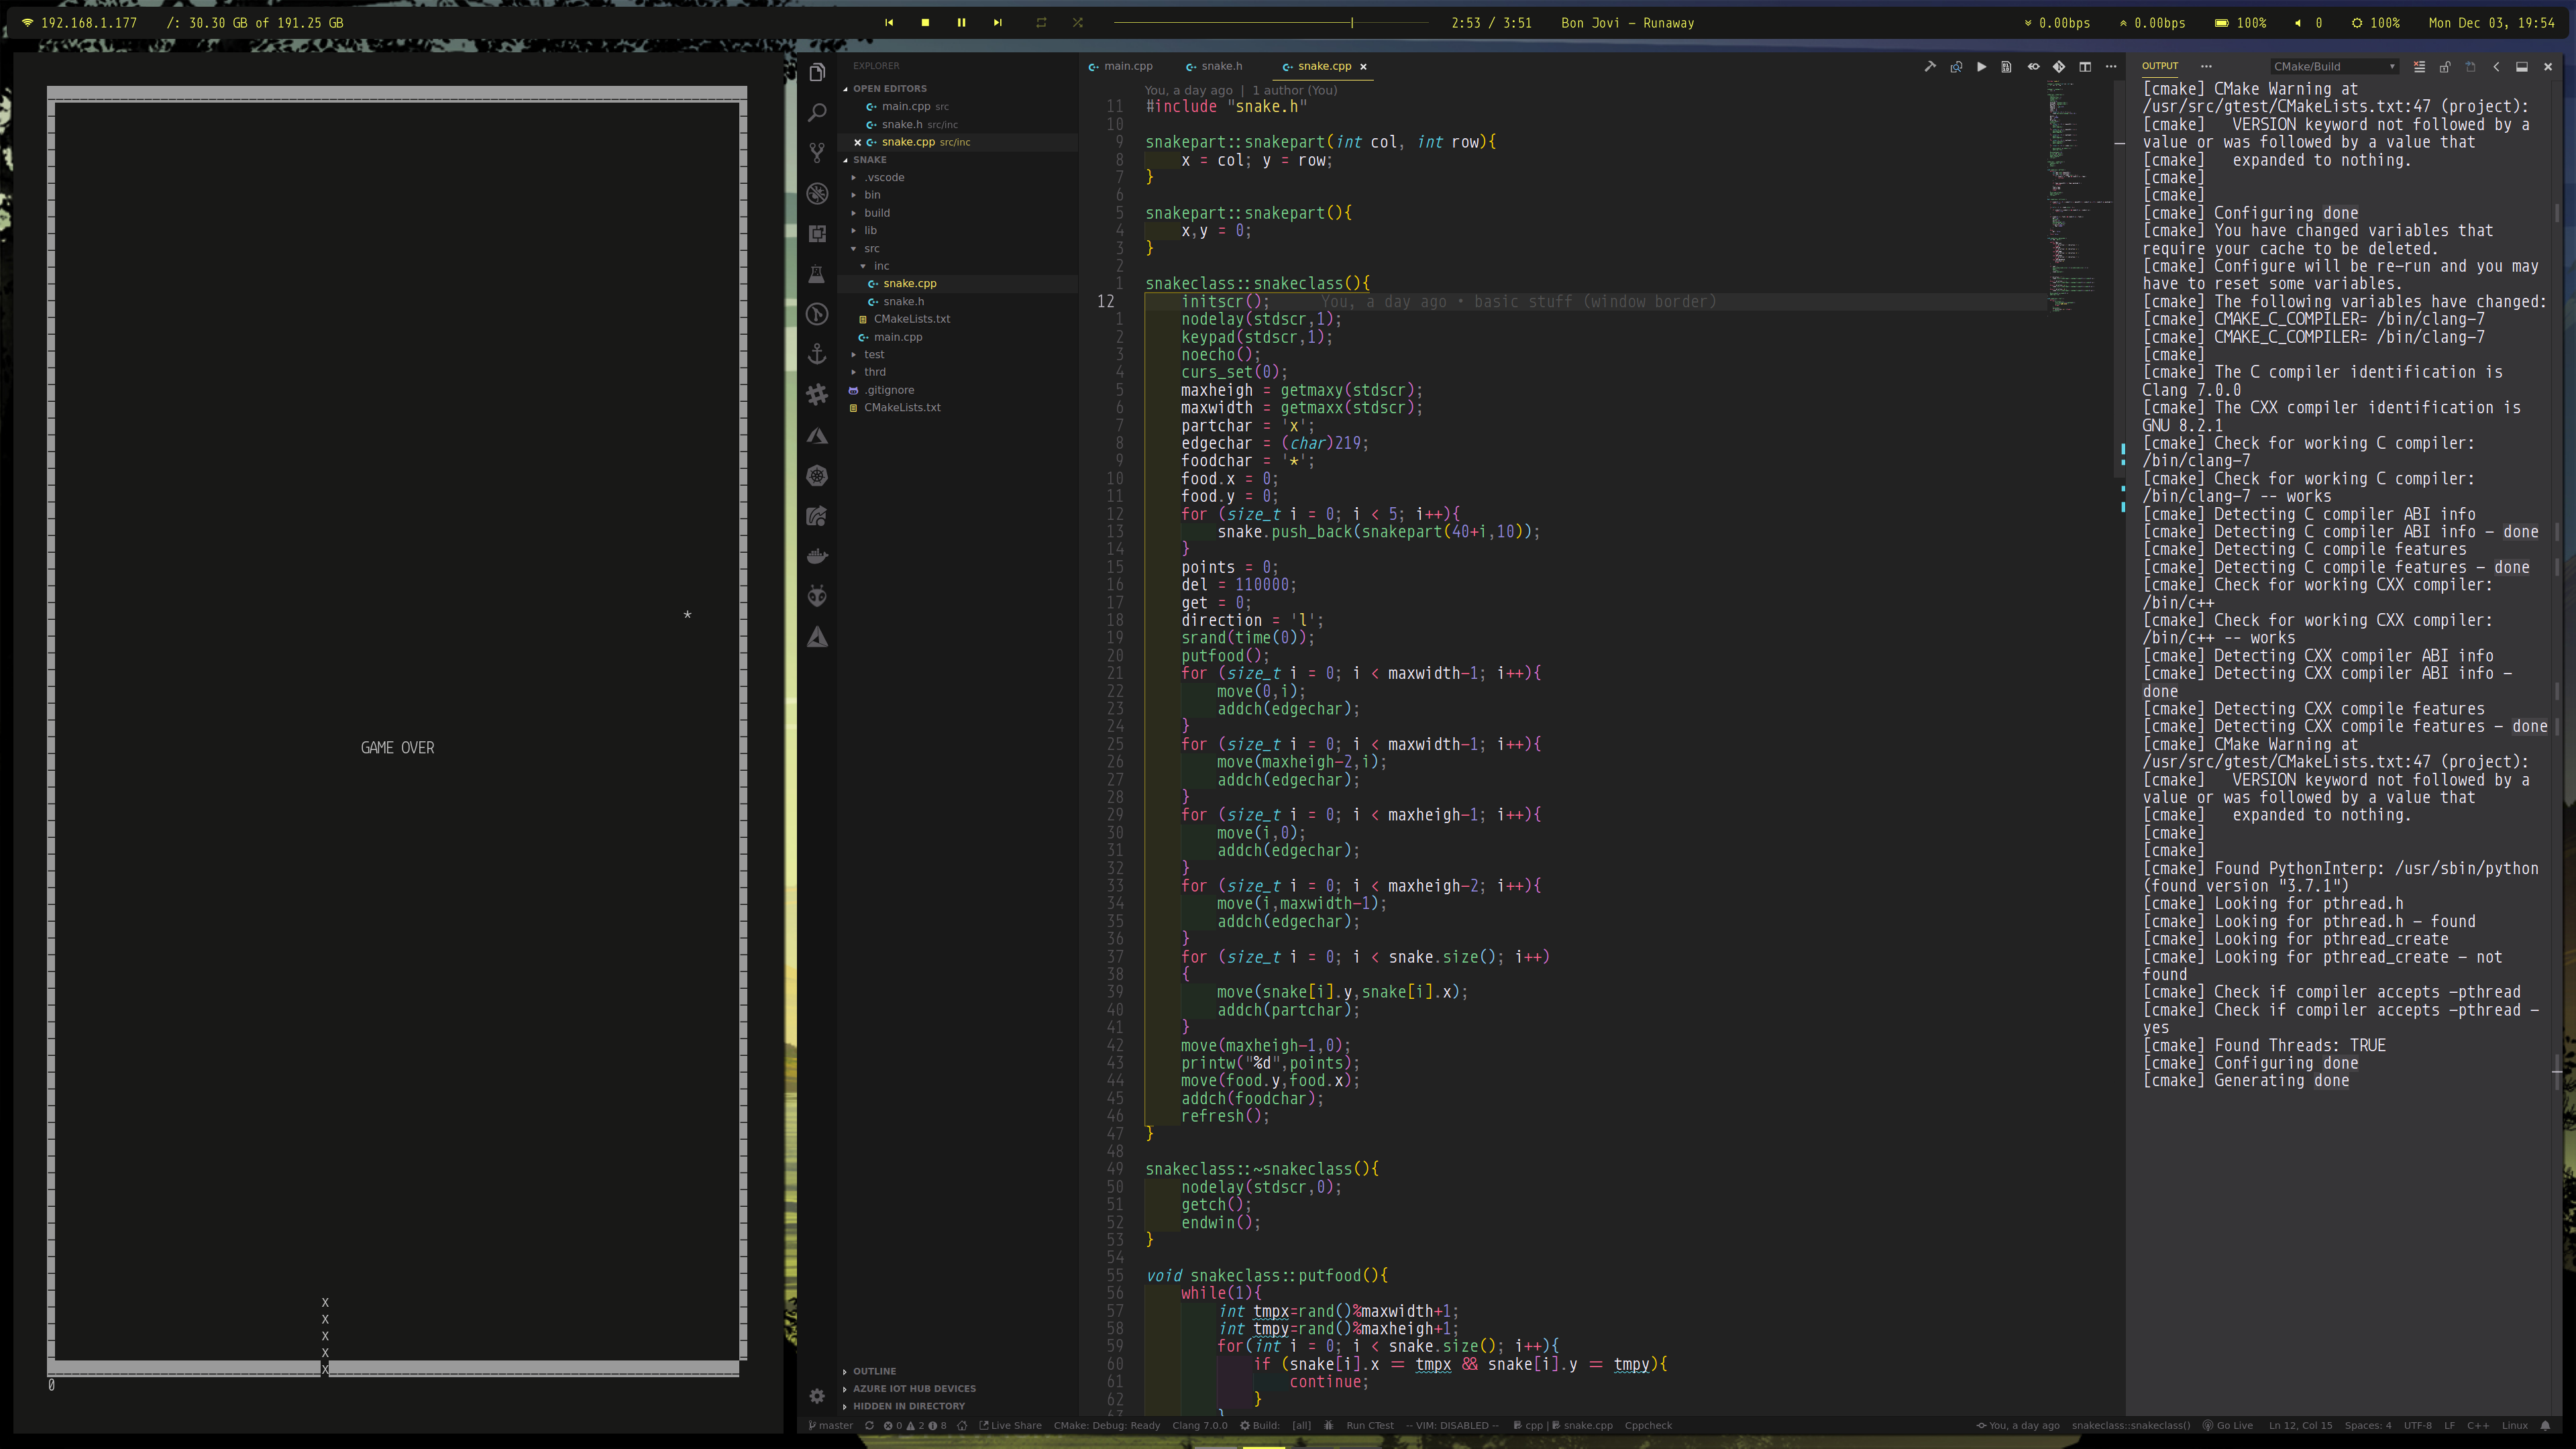 192.168.1.177 /: 30.30 GB of 191.25 GB 2:53 / 3:51 Bon Jovi – Runaway 0.00bps 0.00bps 100% 0 100% Mon Dec 03, 19:54
*
GAME OVER
x
x
x
x
x
0
EXPLORER
OPEN EDITORS
main.cpp src
snake.h src/inc
snake.cpp src/inc
SNAKE
.vscode
bin
build
lib
src
inc
snake.cpp
snake.h
CMakeLists.txt
main.cpp
test
thrd
.gitignore
CMakeLists.txt
OUTLINE
AZURE IOT HUB DEVICES
HIDDEN IN DIRECTORY
main.cpp snake.h snake.cpp
You, a day ago | 1 author (You)
11 #include "snake.h"
10
9 snakepart::snakepart(int col, int row){
8 x = col; y = row;
7 }
6
5 snakepart::snakepart(){
4 x,y = 0;
3 }
2
1 snakeclass::snakeclass(){
12 initscr(); You, a day ago • basic stuff (window border)
1 nodelay(stdscr,1);
2 keypad(stdscr,1);
3 noecho();
4 curs_set(0);
5 maxheigh = getmaxy(stdscr);
6 maxwidth = getmaxx(stdscr);
7 partchar = 'x';
8 edgechar = (char)219;
9 foodchar = '*';
10 food.x = 0;
11 food.y = 0;
12 for (size_t i = 0; i < 5; i++){
13 snake.push_back(snakepart(40+i,10));
14 }
15 points = 0;
16 del = 110000;
17 get = 0;
18 direction = 'l';
19 srand(time(0));
20 putfood();
21 for (size_t i = 0; i < maxwidth-1; i++){
22 move(0,i);
23 addch(edgechar);
24 }
25 for (size_t i = 0; i < maxwidth-1; i++){
26 move(maxheigh-2,i);
27 addch(edgechar);
28 }
29 for (size_t i = 0; i < maxheigh-1; i++){
30 move(i,0);
31 addch(edgechar);
32 }
33 for (size_t i = 0; i < maxheigh-2; i++){
34 move(i,maxwidth-1);
35 addch(edgechar);
36 }
37 for (size_t i = 0; i < snake.size(); i++)
38 {
39 move(snake[i].y,snake[i].x);
40 addch(partchar);
41 }
42 move(maxheigh-1,0);
43 printw("%d",points);
44 move(food.y,food.x);
45 addch(foodchar);
46 refresh();
47 }
48
49 snakeclass::~snakeclass(){
50 nodelay(stdscr,0);
51 getch();
52 endwin();
53 }
54
55 void snakeclass::putfood(){
56 while(1){
57 int tmpx=rand()%maxwidth+1;
58 int tmpy=rand()%maxheigh+1;
59 for(int i = 0; i < snake.size(); i++){
60 if (snake[i].x == tmpx && snake[i].y == tmpy){
61 continue;
62 }
OUTPUT CMake/Build
[cmake] CMake Warning at
/usr/src/gtest/CMakeLists.txt:47 (project):
[cmake] VERSION keyword not followed by a
value or was followed by a value that
[cmake] expanded to nothing.
[cmake]
[cmake]
[cmake] Configuring done
[cmake] You have changed variables that
require your cache to be deleted.
[cmake] Configure will be re-run and you may
have to reset some variables.
[cmake] The following variables have changed:
[cmake] CMAKE_C_COMPILER= /bin/clang-7
[cmake] CMAKE_C_COMPILER= /bin/clang-7
[cmake]
[cmake] The C compiler identification is
Clang 7.0.0
[cmake] The CXX compiler identification is
GNU 8.2.1
[cmake] Check for working C compiler:
/bin/clang-7
[cmake] Check for working C compiler:
/bin/clang-7 -- works
[cmake] Detecting C compiler ABI info
[cmake] Detecting C compiler ABI info - done
[cmake] Detecting C compile features
[cmake] Detecting C compile features - done
[cmake] Check for working CXX compiler:
/bin/c++
[cmake] Check for working CXX compiler:
/bin/c++ -- works
[cmake] Detecting CXX compiler ABI info
[cmake] Detecting CXX compiler ABI info -
done
[cmake] Detecting CXX compile features
[cmake] Detecting CXX compile features - done
[cmake] CMake Warning at
/usr/src/gtest/CMakeLists.txt:47 (project):
[cmake] VERSION keyword not followed by a
value or was followed by a value that
[cmake] expanded to nothing.
[cmake]
[cmake]
[cmake] Found PythonInterp: /usr/sbin/python
(found version "3.7.1")
[cmake] Looking for pthread.h
[cmake] Looking for pthread.h - found
[cmake] Looking for pthread_create
[cmake] Looking for pthread_create - not
found
[cmake] Check if compiler accepts -pthread
[cmake] Check if compiler accepts -pthread -
yes
[cmake] Found Threads: TRUE
[cmake] Configuring done
[cmake] Generating done
master 0 2 8 Live Share CMake: Debug: Ready Clang 7.0.0 Build: [all] Run CTest -- VIM: DISABLED -- cpp | snake.cpp Cppcheck You, a day ago snakeclass::snakeclass() Go Live Ln 12, Col 15 Spaces: 4 UTF-8 LF C++ Linux